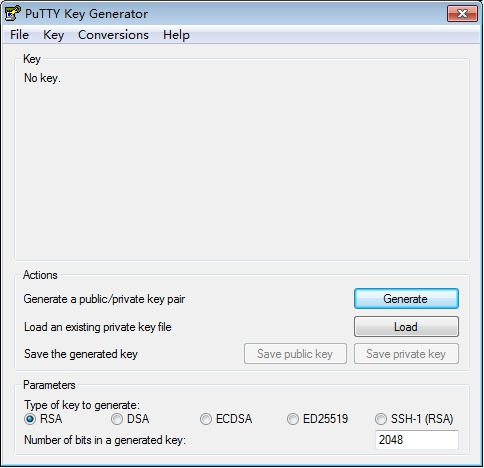 PuTTY Key Generator
File Key Conversions Help
Key
No key.
Actions
Generate a public/private key pair Generate
Load an existing private key file Load
Save the generated key Save public key Save private key
Parameters
Type of key to generate:
RSA DSA ECDSA ED25519 SSH-1 (RSA)
Number of bits in a generated key: 2048